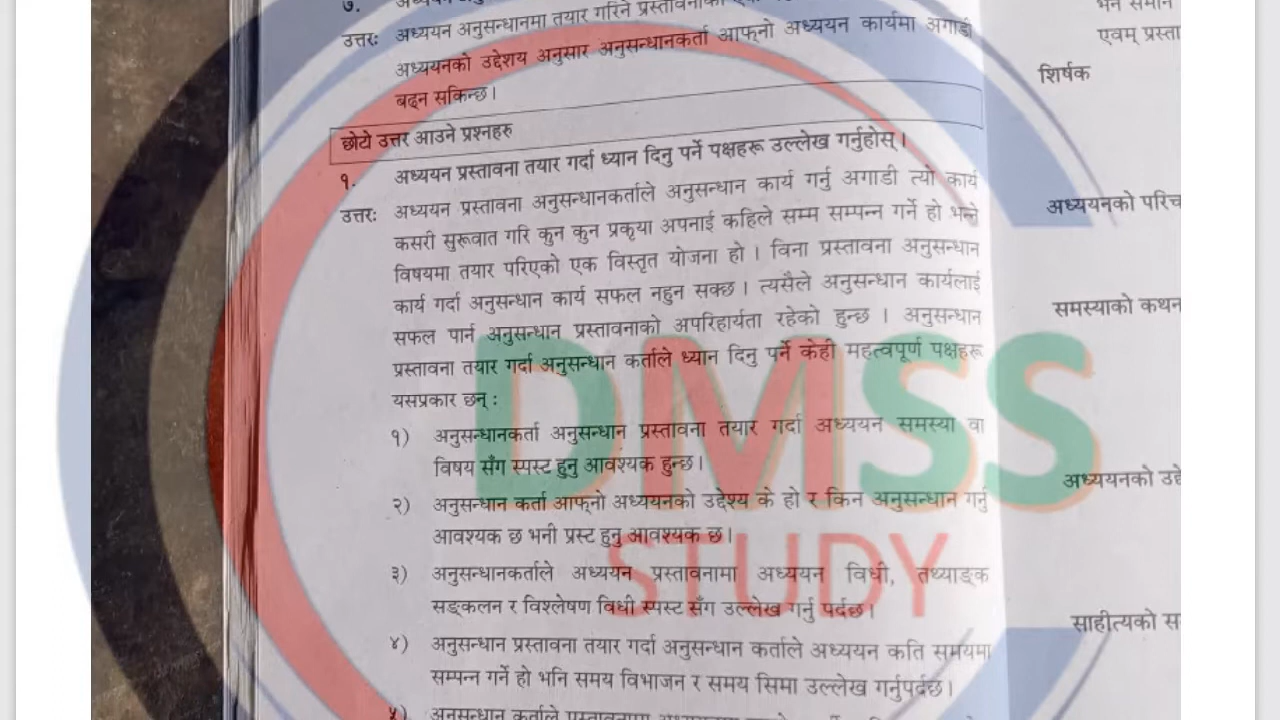 ७.
उत्तरः अध्ययन अनुसन्धानमा तयार गरिने
अध्ययनको उद्देशय अनुसार अनुसन्धानकर्ता आफ्नो अध्ययन कार्यमा अगाडी
बढ्न सकिन्छ।
छोटो उत्तर आउने प्रश्नहरु
१. अध्ययन प्रस्तावना तयार गर्दा ध्यान दिनु पर्ने पक्षहरू उल्लेख गर्नुहोस्।
उत्तरः अध्ययन प्रस्तावना अनुसन्धानकर्ताले अनुसन्धान कार्य गर्नु अगाडी त्यो कार्य
कसरी सुरूवात गरि कुन कुन प्रकृया अपनाई कहिले सम्म सम्पन्न गर्ने हो भन्ने
विषयमा तयार परिएको एक विस्तृत योजना हो । विना प्रस्तावना अनुसन्धान
कार्य गर्दा अनुसन्धान कार्य सफल नहुन सक्छ । त्यसैले अनुसन्धान कार्यलाई
सफल पार्न अनुसन्धान प्रस्तावनाको अपरिहार्यता रहेको हुन्छ । अनुसन्धान
प्रस्तावना तयार गर्दा अनुसन्धान कर्ताले ध्यान दिनु पर्ने केही महत्वपूर्ण पक्षहरू
यसप्रकार छन् :
१) अनुसन्धानकर्ता अनुसन्धान प्रस्तावना तयार गर्दा अध्ययन समस्या वा
विषय सँग स्पस्ट हुनु आवश्यक हुन्छ।
२) अनुसन्धान कर्ता आफ्नो अध्ययनको उद्देश्य के हो र किन अनुसन्धान गर्नु
आवश्यक छ भनी प्रस्ट हुनु आवश्यक छ।
३) अनुसन्धानकर्ताले अध्ययन प्रस्तावनामा अध्ययन विधी, तथ्याङ्क
सङ्कलन र विश्लेषण विधी स्पस्ट सँग उल्लेख गर्नु पर्दछ।
४) अनुसन्धान प्रस्तावना तयार गर्दा अनुसन्धान कर्ताले अध्ययन कति समयमा
सम्पन्न गर्ने हो भनि समय विभाजन र समय सिमा उल्लेख गर्नुपर्दछ।
५) अनुसन्धान कर्ताले
एवम् प्रस्ता
शिर्षक
अध्ययनको परिच
समस्याको कथन
अध्ययनको उद्दे
साहीत्यको स
DMSS
STUDY